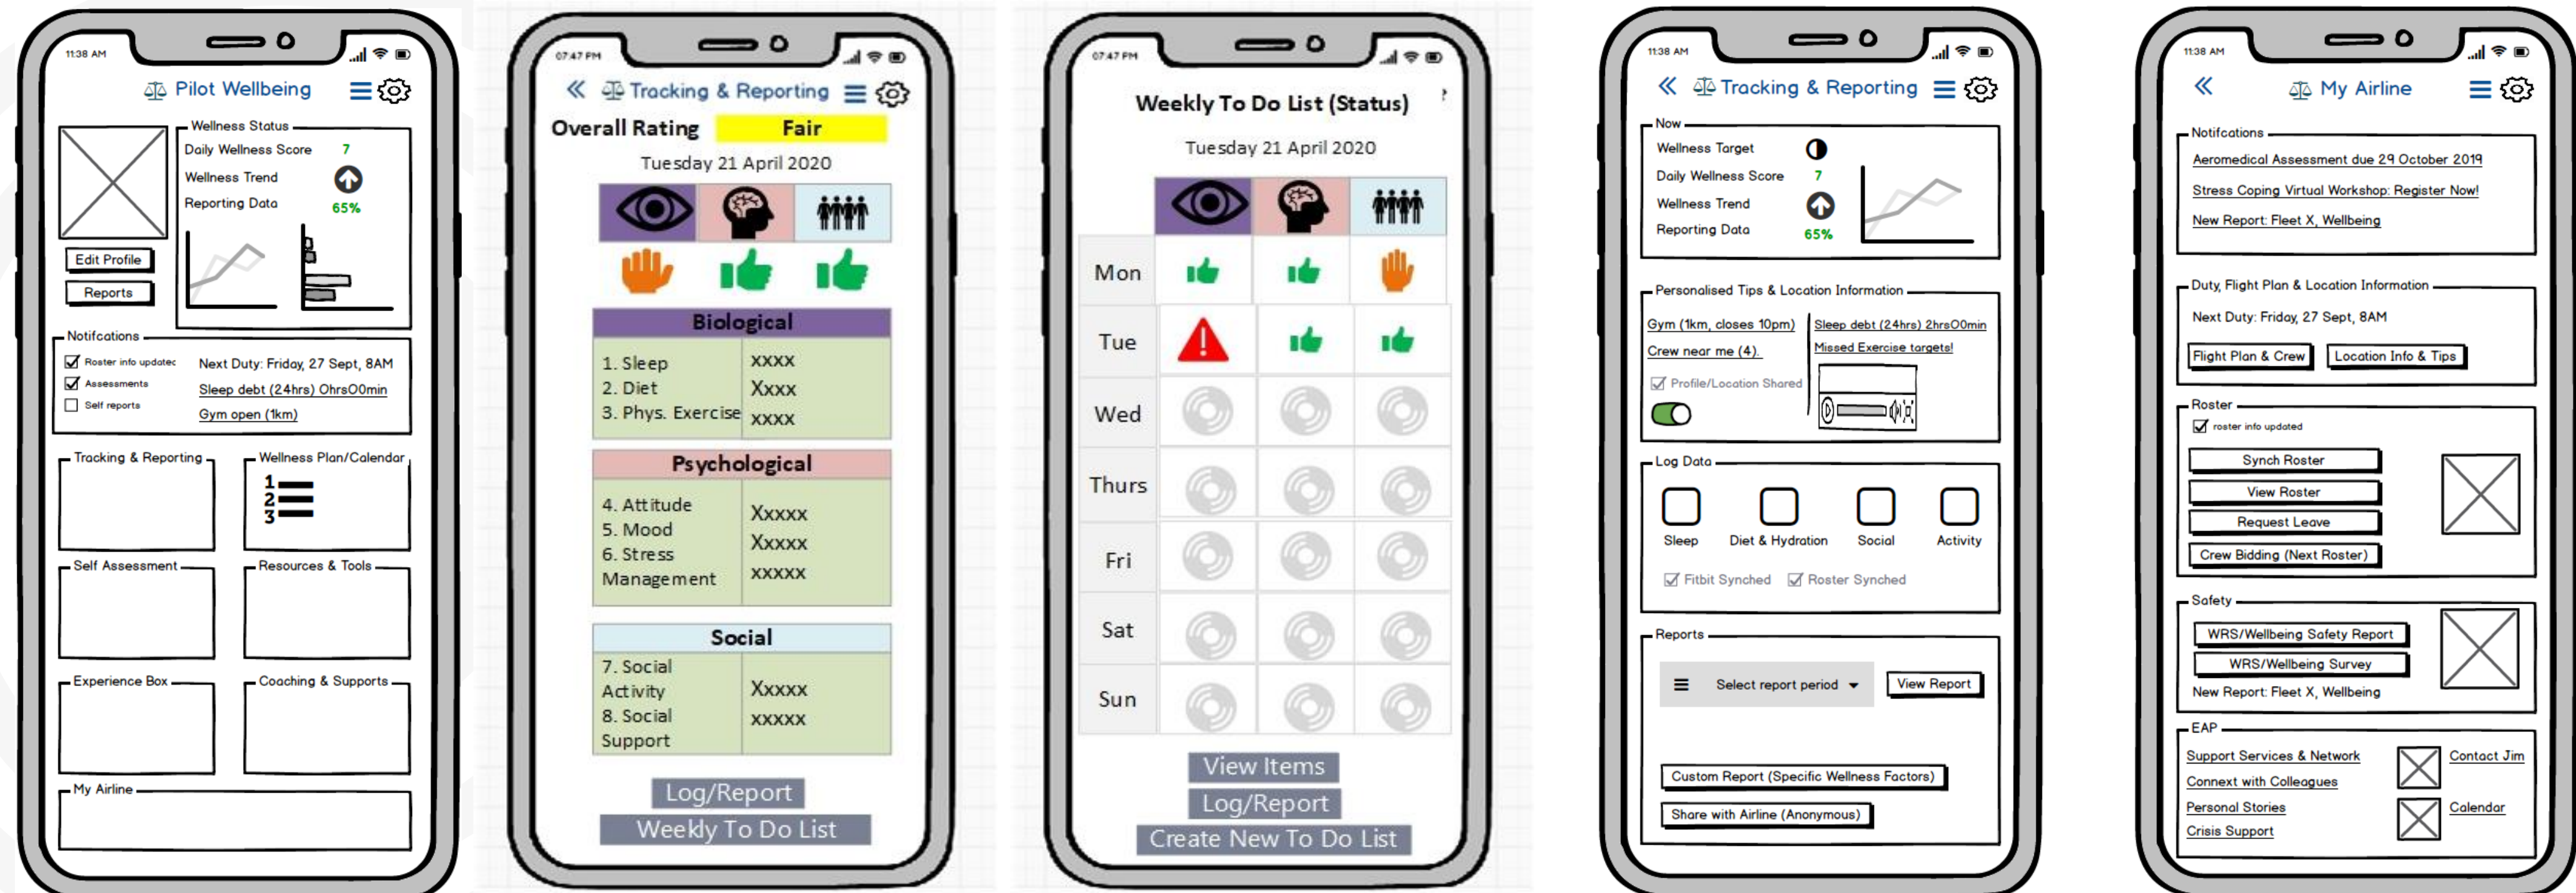 11:38 AM
Pilot Wellbeing
Wellness Status
Daily Wellness Score 7
Wellness Trend
Reporting Data 65%
Edit Profile
Reports
Notifcations
Roster info updated
Assessments
Self reports
Next Duty: Friday, 27 Sept, 8AM
Sleep debt (24hrs) 0hrs00min
Gym open (1km)
Tracking & Reporting
Wellness Plan/Calendar
1
2
3
Self Assessment
Resources & Tools
Experience Box
Coaching & Supports
My Airline
07:47 PM
Tracking & Reporting
Overall Rating Fair
Tuesday 21 April 2020
Biological
1. Sleep xxxx
2. Diet Xxxx
3. Phys. Exercise xxxx
Psychological
4. Attitude Xxxxx
5. Mood Xxxxx
6. Stress
Management xxxxx
Social
7. Social
Activity Xxxxx
8. Social xxxxx
Support
Log/Report
Weekly To Do List
07:47 PM
Weekly To Do List (Status)
Tuesday 21 April 2020
Mon
Tue
Wed
Thurs
Fri
Sat
Sun
View Items
Log/Report
Create New To Do List
11:38 AM
Tracking & Reporting
Now
Wellness Target
Daily Wellness Score 7
Wellness Trend
Reporting Data 65%
Personalised Tips & Location Information
Gym (1km, closes 10pm)
Crew near me (4).
Profile/Location Shared
Sleep debt (24hrs) 2hrs00min
Missed Exercise targets!
Log Data
Sleep Diet & Hydration Social Activity
Fitbit Synched Roster Synched
Reports
Select report period View Report
Custom Report (Specific Wellness Factors)
Share with Airline (Anonymous)
11:38 AM
My Airline
Notifcations
Aeromedical Assessment due 29 October 2019
Stress Coping Virtual Workshop: Register Now!
New Report: Fleet X, Wellbeing
Duty, Flight Plan & Location Information
Next Duty: Friday, 27 Sept, 8AM
Flight Plan & Crew Location Info & Tips
Roster
roster info updated
Synch Roster
View Roster
Request Leave
Crew Bidding (Next Roster)
Safety
WRS/Wellbeing Safety Report
WRS/Wellbeing Survey
New Report: Fleet X, Wellbeing
EAP
Support Services & Network Contact Jim
Connext with Colleagues
Personal Stories Calendar
Crisis Support